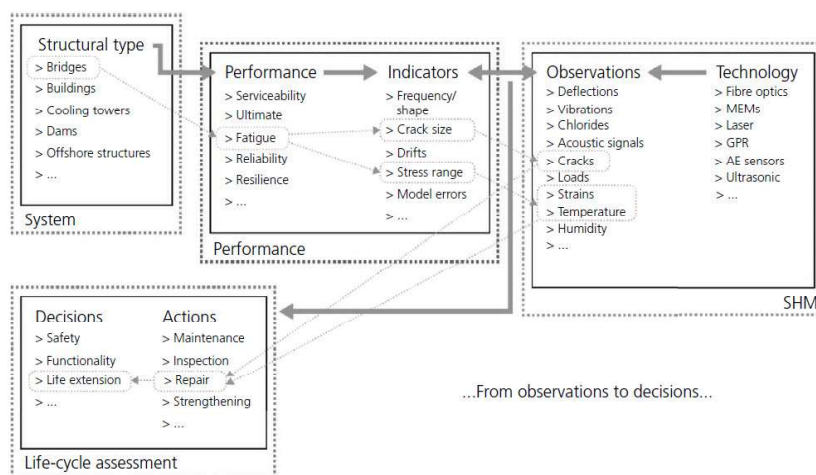 Structural type
> Bridges
> Buildings
> Cooling towers
> Dams
> Offshore structures
> ...
System
Performance
> Serviceability
> Ultimate
> Fatigue
> Reliability
> Resilience
> ...
Indicators
> Frequency/
shape
> Crack size
> Drifts
> Stress range
> Model errors
> ...
Performance
Observations
> Deflections
> Vibrations
> Chlorides
> Acoustic signals
> Cracks
> Loads
> Strains
> Temperature
> Humidity
> ...
Technology
> Fibre optics
> MEMs
> Laser
> GPR
> AE sensors
> Ultrasonic
> ...
SHM
Decisions
> Safety
> Functionality
> Life extension
> ...
Actions
> Maintenance
> Inspection
> Repair
> Strengthening
> ...
Life-cycle assessment
...From observations to decisions...